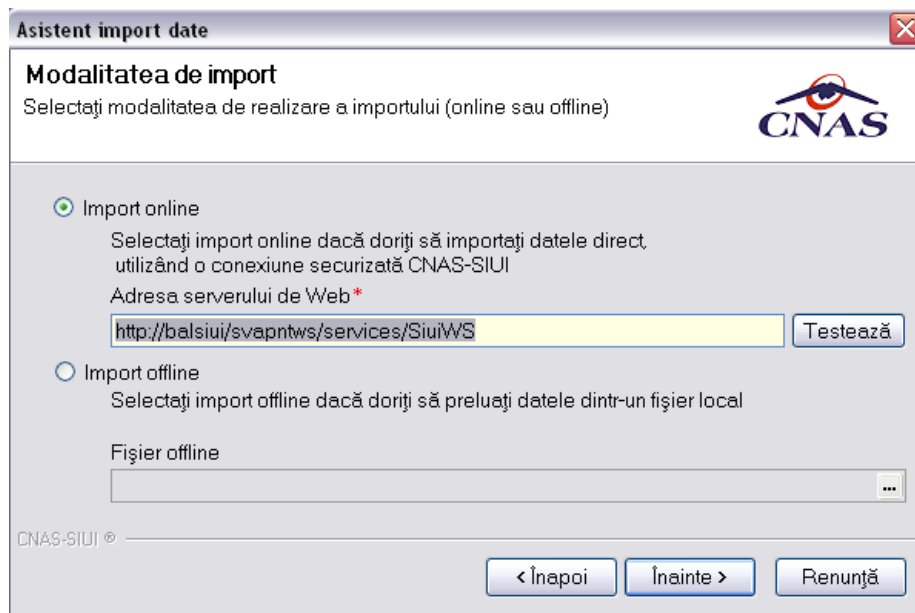 Asistent import date
Modalitatea de import
Selectaţi modalitatea de realizare a importului (online sau offline)
CNAS
Import online
Selectaţi import online dacă doriţi să importaţi datele direct,
utilizând o conexiune securizată CNAS-SIUI
Adresa serverului de Web*
http://balsiui/svapntws/services/SiuiWS
Testează
Import offline
Selectaţi import offline dacă doriţi să preluaţi datele dintr-un fişier local
Fişier offline
...
CNAS-SIUI ®
< Înapoi
Înainte >
Renunţă